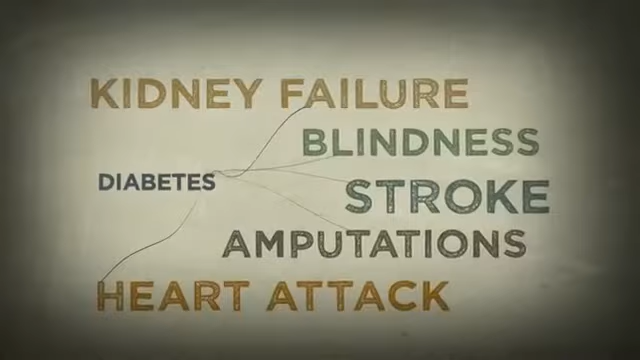 KIDNEY FAILURE
BLINDNESS
DIABETES
STROKE
AMPUTATIONS
HEART ATTACK